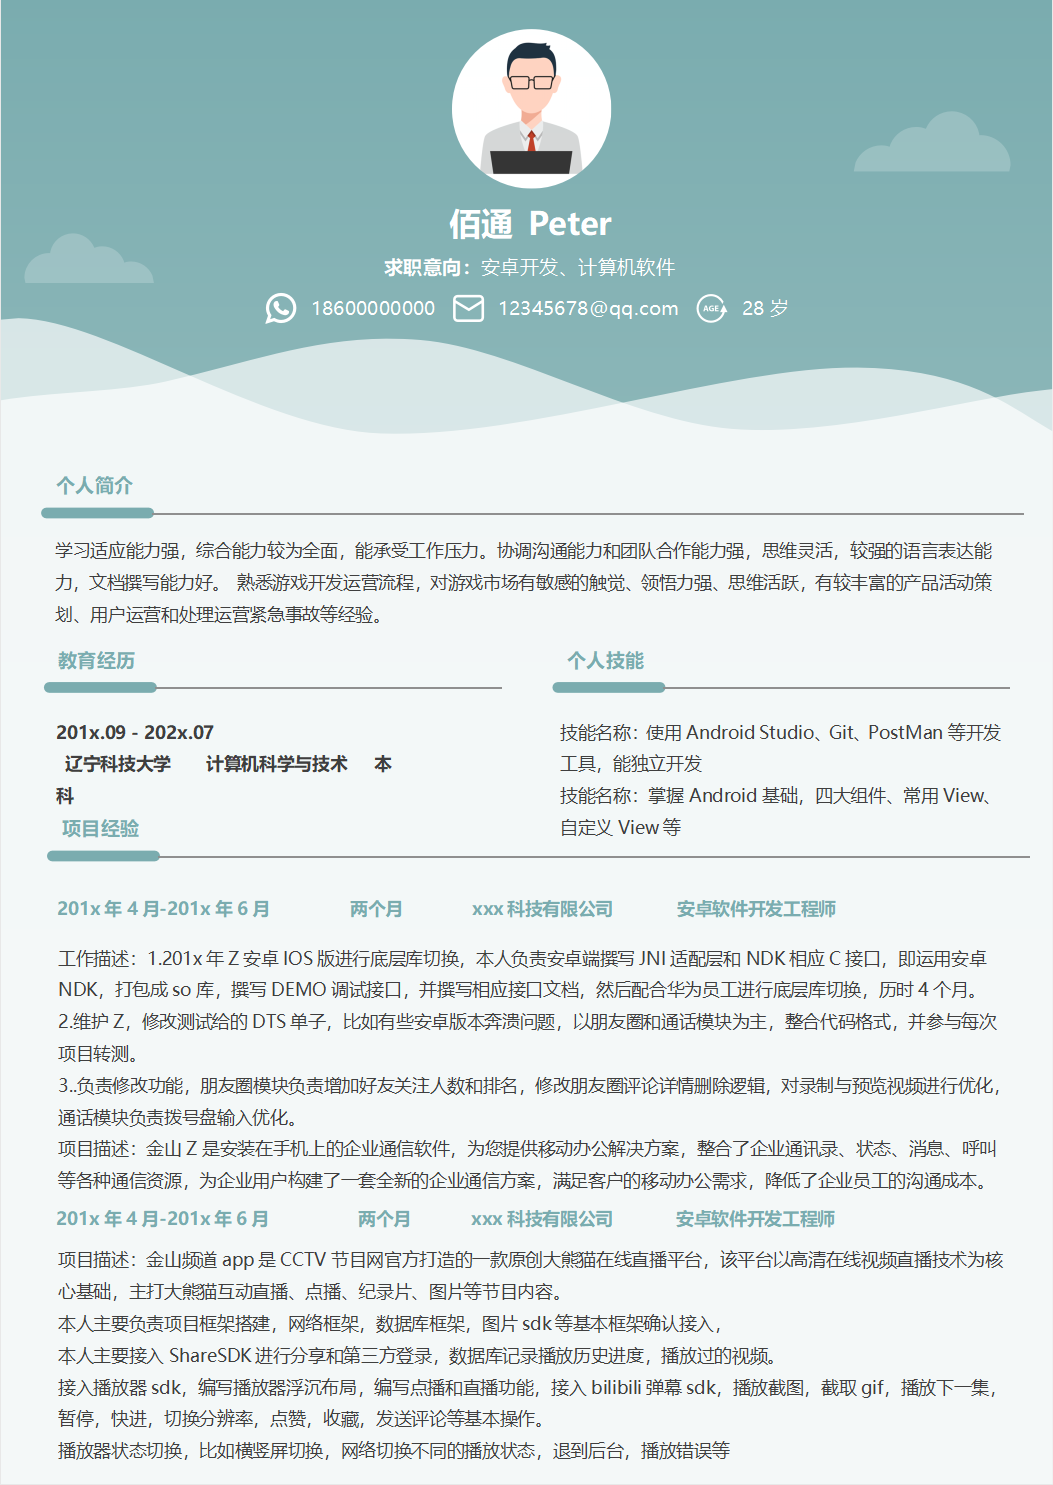 佰通 Peter
求职意向：安卓开发、计算机软件
18600000000 12345678@qq.com AGE 28 岁
个人简介
学习适应能力强，综合能力较为全面，能承受工作压力。协调沟通能力和团队合作能力强，思维灵活，较强的语言表达能
力，文档撰写能力好。 熟悉游戏开发运营流程，对游戏市场有敏感的触觉、领悟力强、思维活跃，有较丰富的产品活动策
划、用户运营和处理运营紧急事故等经验。
教育经历
201x.09 - 202x.07
辽宁科技大学 计算机科学与技术 本
科
个人技能
技能名称：使用 Android Studio、Git、PostMan 等开发
工具，能独立开发
技能名称：掌握 Android 基础，四大组件、常用 View、
自定义 View 等
项目经验
201x 年 4 月-201x 年 6 月 两个月 xxx 科技有限公司 安卓软件开发工程师
工作描述：1.201x 年 Z 安卓 IOS 版进行底层库切换，本人负责安卓端撰写 JNI 适配层和 NDK 相应 C 接口，即运用安卓
NDK，打包成 so 库，撰写 DEMO 调试接口，并撰写相应接口文档，然后配合华为员工进行底层库切换，历时 4 个月。
2.维护 Z，修改测试给的 DTS 单子，比如有些安卓版本奔溃问题，以朋友圈和通话模块为主，整合代码格式，并参与每次
项目转测。
3..负责修改功能，朋友圈模块负责增加好友关注人数和排名，修改朋友圈评论详情删除逻辑，对录制与预览视频进行优化，
通话模块负责拨号盘输入优化。
项目描述：金山 Z 是安装在手机上的企业通信软件，为您提供移动办公解决方案，整合了企业通讯录、状态、消息、呼叫
等各种通信资源，为企业用户构建了一套全新的企业通信方案，满足客户的移动办公需求，降低了企业员工的沟通成本。
201x 年 4 月-201x 年 6 月 两个月 xxx 科技有限公司 安卓软件开发工程师
项目描述：金山频道 app 是 CCTV 节目网官方打造的一款原创大熊猫在线直播平台，该平台以高清在线视频直播技术为核
心基础，主打大熊猫互动直播、点播、纪录片、图片等节目内容。
本人主要负责项目框架搭建，网络框架，数据库框架，图片 sdk 等基本框架确认接入，
本人主要接入 ShareSDK 进行分享和第三方登录，数据库记录播放历史进度，播放过的视频。
接入播放器 sdk，编写播放器浮沉布局，编写点播和直播功能，接入 bilibili 弹幕 sdk，播放截图，截取 gif，播放下一集，
暂停，快进，切换分辨率，点赞，收藏，发送评论等基本操作。
播放器状态切换，比如横竖屏切换，网络切换不同的播放状态，退到后台，播放错误等